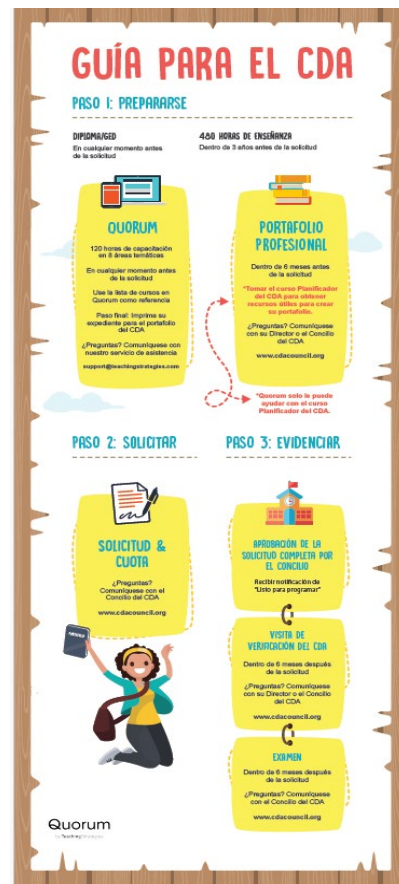 GUÍA PARA EL CDA
PASO 1: PREPARARSE
DIPLOMA/GED
En cualquier momento antes
de la solicitud
480 HORAS DE ENSEÑANZA
Dentro de 3 años antes de la solicitud
QUORUM
120 horas de capacitación
en 8 áreas temáticas
En cualquier momento antes
de la solicitud
Use la lista de cursos en
Quorum como referencia
Paso final: Imprima su
expediente para el portafolio
del CDA
¿Preguntas? Comuníquese con
nuestro servicio de asistencia
support@teachingstrategies.com
PORTAFOLIO
PROFESIONAL
Dentro de 6 meses antes
de la solicitud
*Tomar el curso Planificador
del CDA para obtener
recursos útiles para crear
su portafolio.
¿Preguntas? Comuníquese
con su Director o el Concilio
del CDA
www.cdacouncil.org
*Quorum solo le puede
ayudar con el curso
Planificador del CDA.
PASO 2: SOLICITAR
SOLICITUD &
CUOTA
¿Preguntas?
Comuníquese con el
Concilio del CDA
www.cdacouncil.org
PASO 3: EVIDENCIAR
APROBACIÓN DE LA
SOLICITUD COMPLETA POR
EL CONCILIO
Recibir notificación de
"Listo para programar"
VISITA DE
VERIFICACIÓN DEL CDA
Dentro de 6 meses después
de la solicitud
¿Preguntas? Comuníquese
con su Director o el Concilio
del CDA
www.cdacouncil.org
EXAMEN
Dentro de 6 meses después
de la solicitud
¿Preguntas? Comuníquese
con el Concilio del CDA
www.cdacouncil.org
Quorum